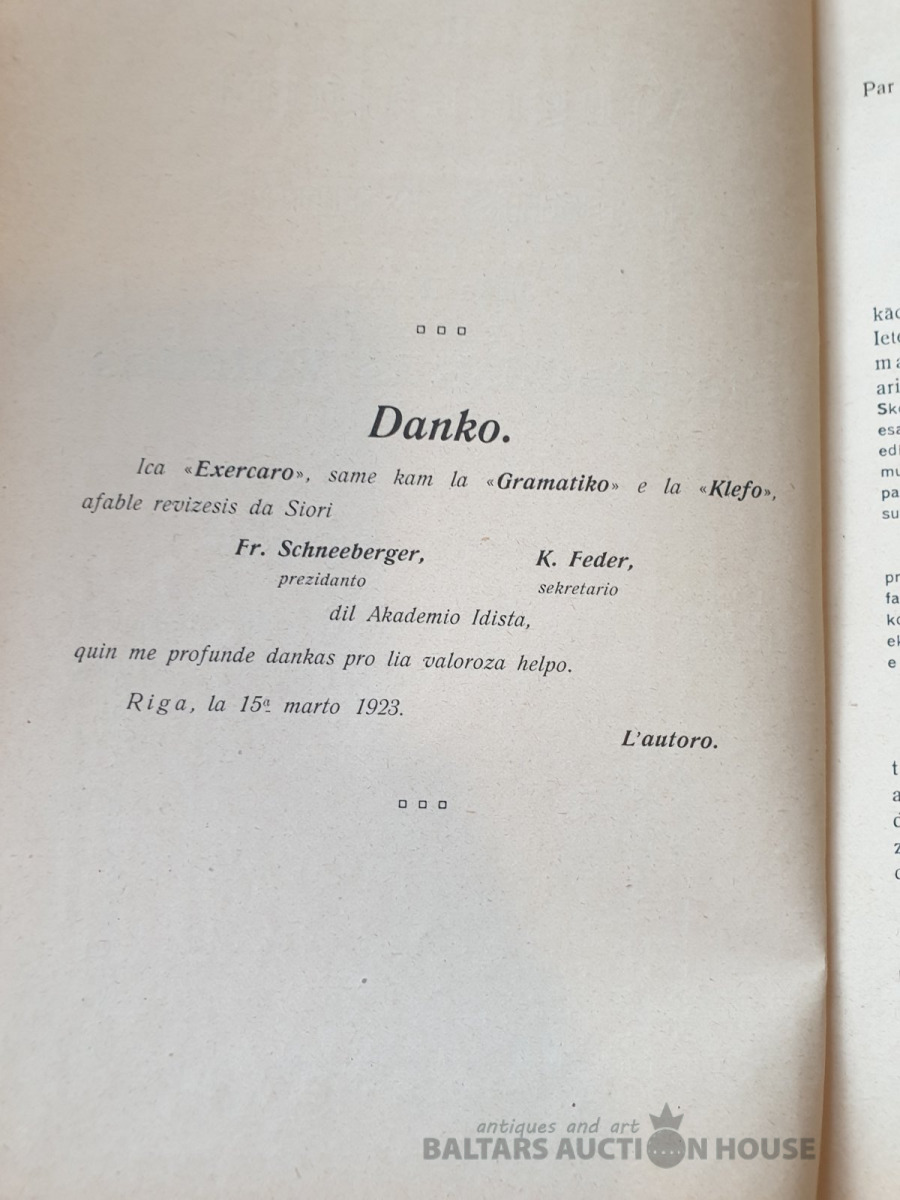 Danko.
Ica «Exercaro», same kam la «Gramatiko» e la «Klefo»,
afable revizesis da Siori
Fr. Schneeberger, K. Feder,
prezidanto sekretario
dil Akademio Idista,
quin me profunde dankas pro lia valoroza helpo.
Riga, la 15ª marto 1923.
L'autoro.
Par
antiques and art
BALTARS AUCTION HOUSE